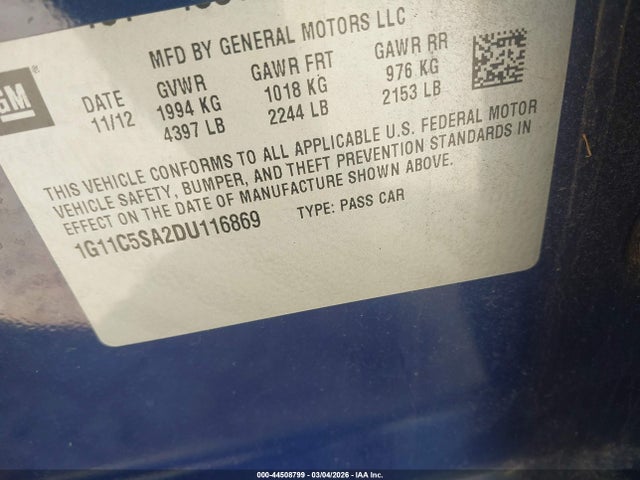 MFD BY GENERAL MOTORS LLC
GM
DATE GVWR GAWR FRT GAWR RR
11/12 1994 KG 1018 KG 976 KG
4397 LB 2244 LB 2153 LB
THIS VEHICLE CONFORMS TO ALL APPLICABLE U.S. FEDERAL MOTOR
VEHICLE SAFETY, BUMPER, AND THEFT PREVENTION STANDARDS IN
EFFECT ON THE DATE OF MANUFACTURE SHOWN ABOVE.
1G11C5SA2DU116869 TYPE: PASS CAR
000-44508799 - 03/04/2026 - IAA Inc.